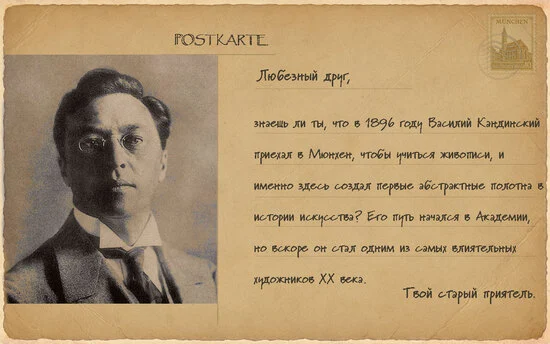 POSTKARTE
MÜNCHEN
Любезный друг,
знаешь ли ты, что в 1896 году Василий Кандинский
приехал в Мюнхен, чтобы учиться живописи, и
именно здесь создал первые абстрактные полотна в
истории искусства? Его путь начался в Академии,
но вскоре он стал одним из самых влиятельных
художников XX века.
Твой старый приятель.